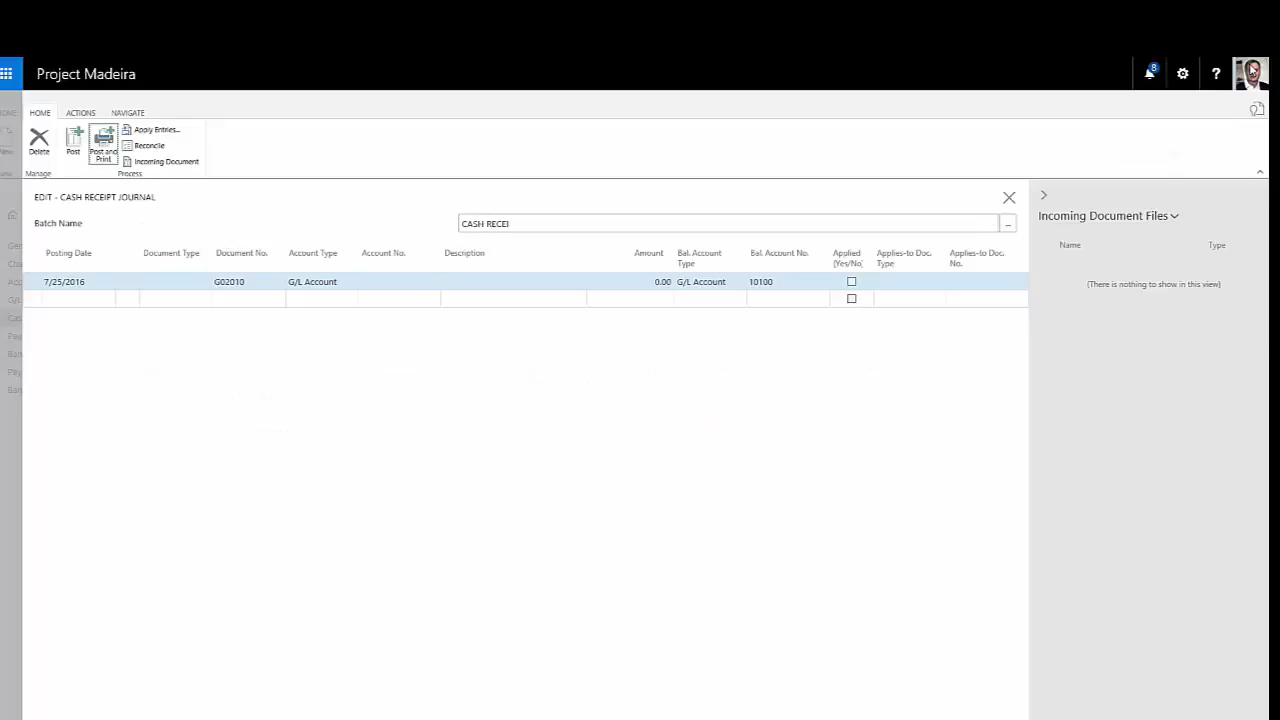 Project Madeira
8
?
HOME ACTIONS NAVIGATE
Delete
Post
Post and Print
Apply Entries...
Reconcile
Incoming Document
Manage
Process
EDIT - CASH RECEIPT JOURNAL
Batch Name
CASH RECEI
...
Posting Date Document Type Document No. Account Type Account No. Description Amount Bal. Account Type Bal. Account No. Applied (Yes/No) Applies-to Doc. Type Applies-to Doc. No.
7/25/2016 G02010 G/L Account 0.00 G/L Account 10100
Incoming Document Files
Name Type
(There is nothing to show in this view)